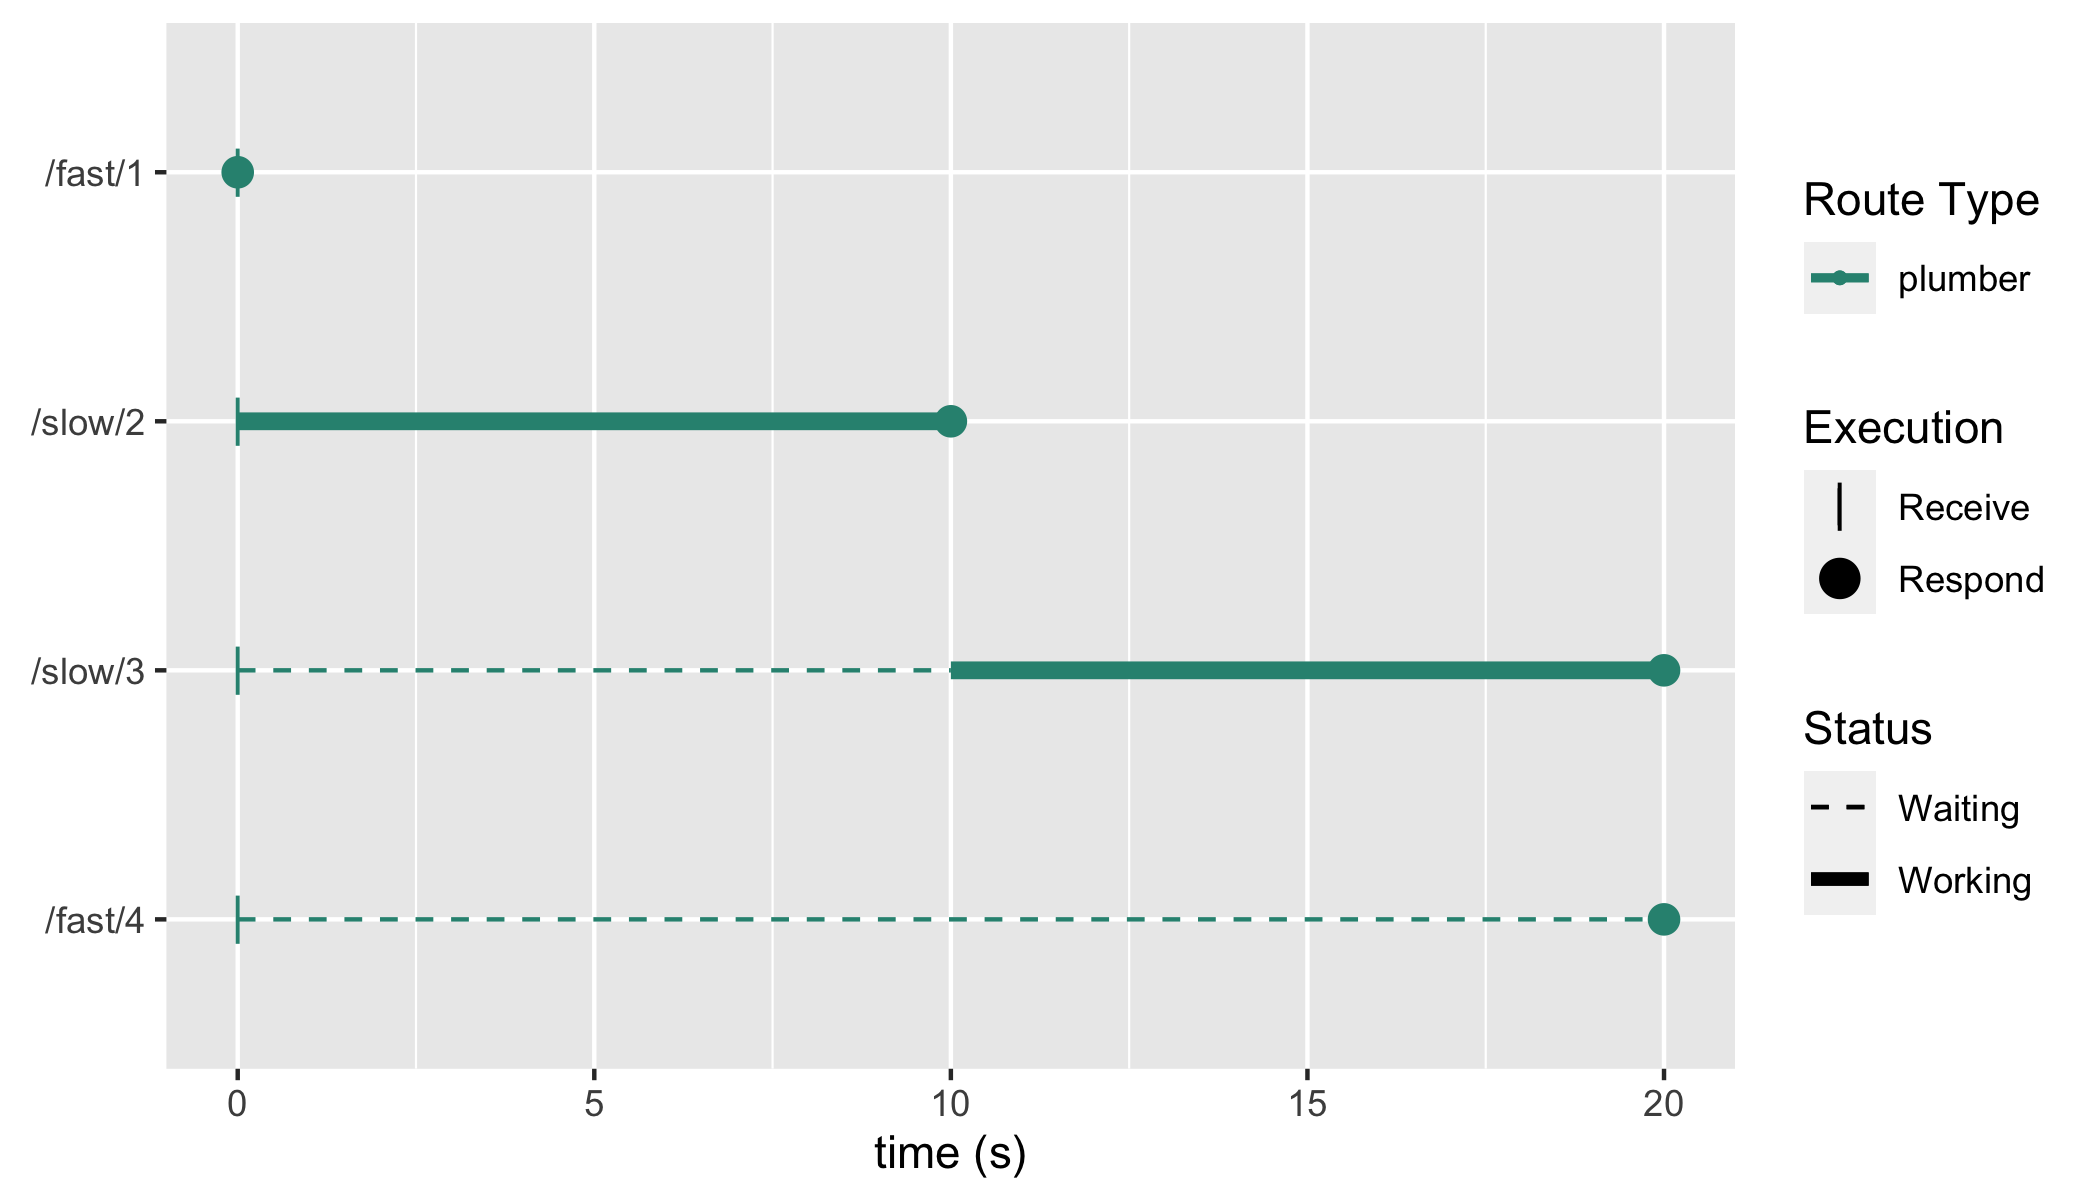 /fast/1
/slow/2
/slow/3
/fast/4
0 5 10 15 20
time (s)
Route Type
plumber
Execution
Receive
Respond
Status
Waiting
Working